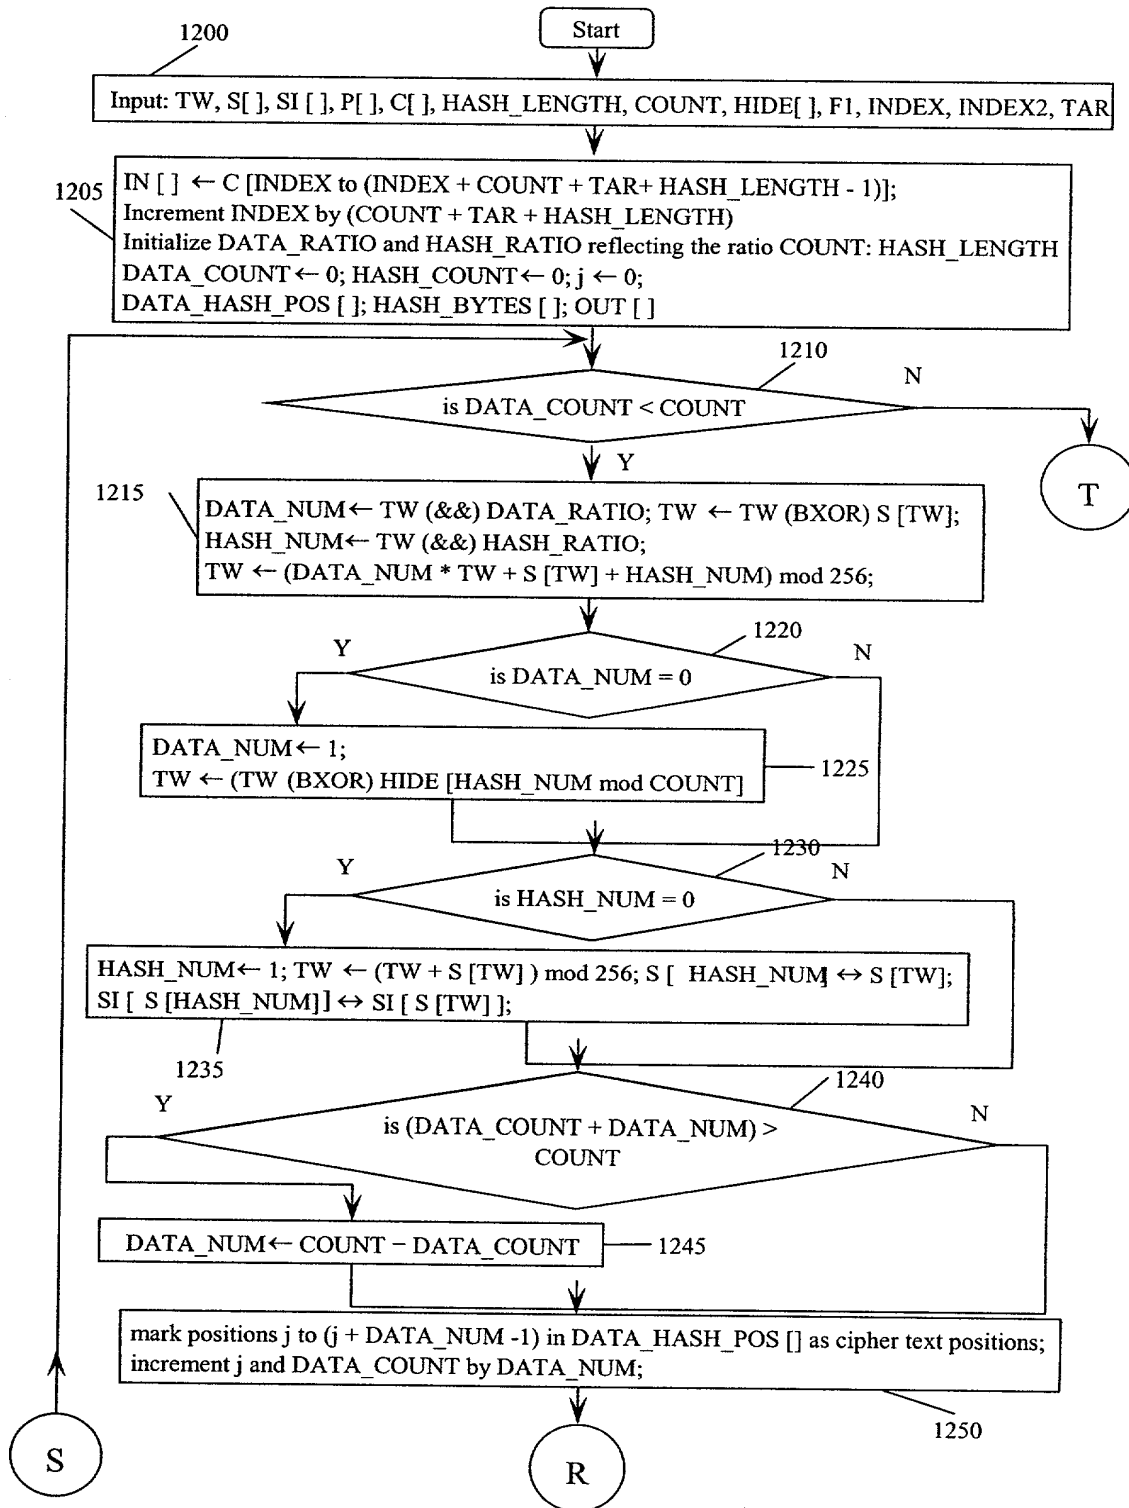 Start
1200
Input: TW, S[ ], SI [ ], P[ ], C[ ], HASH_LENGTH, COUNT, HIDE[ ], F1, INDEX, INDEX2, TAR
1205
IN [ ] ← C [INDEX to (INDEX + COUNT + TAR+ HASH_LENGTH - 1)];
Increment INDEX by (COUNT + TAR + HASH_LENGTH)
Initialize DATA_RATIO and HASH_RATIO reflecting the ratio COUNT: HASH_LENGTH
DATA_COUNT ← 0; HASH_COUNT ← 0; j ← 0;
DATA_HASH_POS [ ]; HASH_BYTES [ ]; OUT [ ]
1210
N
is DATA_COUNT < COUNT
Y
T
1215
DATA_NUM ← TW (&&) DATA_RATIO; TW ← TW (BXOR) S [TW];
HASH_NUM ← TW (&&) HASH_RATIO;
TW ← (DATA_NUM * TW + S [TW] + HASH_NUM) mod 256;
1220
Y
N
is DATA_NUM = 0
DATA_NUM ← 1;
TW ← (TW (BXOR) HIDE [HASH_NUM mod COUNT]
1225
1230
Y
N
is HASH_NUM = 0
HASH_NUM ← 1; TW ← (TW + S [TW] ) mod 256; S [ HASH_NUM] ↔ S [TW];
SI [ S [HASH_NUM] ] ↔ SI [ S [TW] ];
1235
1240
Y
N
is (DATA_COUNT + DATA_NUM) >
COUNT
DATA_NUM ← COUNT − DATA_COUNT
1245
mark positions j to (j + DATA_NUM -1) in DATA_HASH_POS [] as cipher text positions;
increment j and DATA_COUNT by DATA_NUM;
1250
S
R